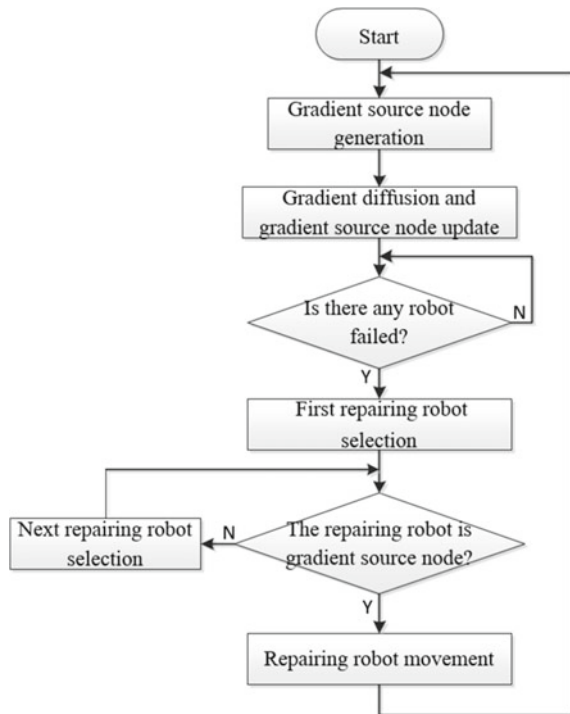 Start
Gradient source node
generation
Gradient diffusion and
gradient source node update
Is there any robot
failed?
N
Y
First repairing robot
selection
Next repairing robot
selection
N
The repairing robot is
gradient source node?
Y
Repairing robot movement